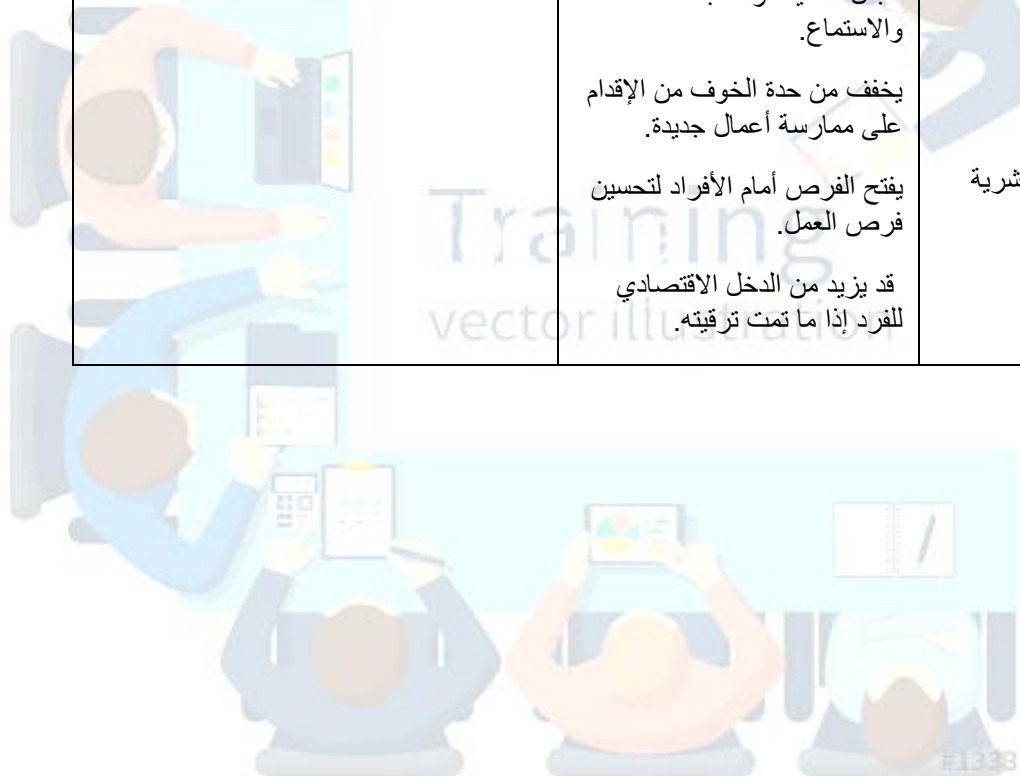 والاستماع.
يخفف من حدة الخوف من الإقدام
على ممارسة أعمال جديدة.
يفتح الفرص أمام الأفراد لتحسين
فرص العمل.
قد يزيد من الدخل الاقتصادي
للفرد إذا ما تمت ترقيته.
شرية
Training
vector illustration
#1333